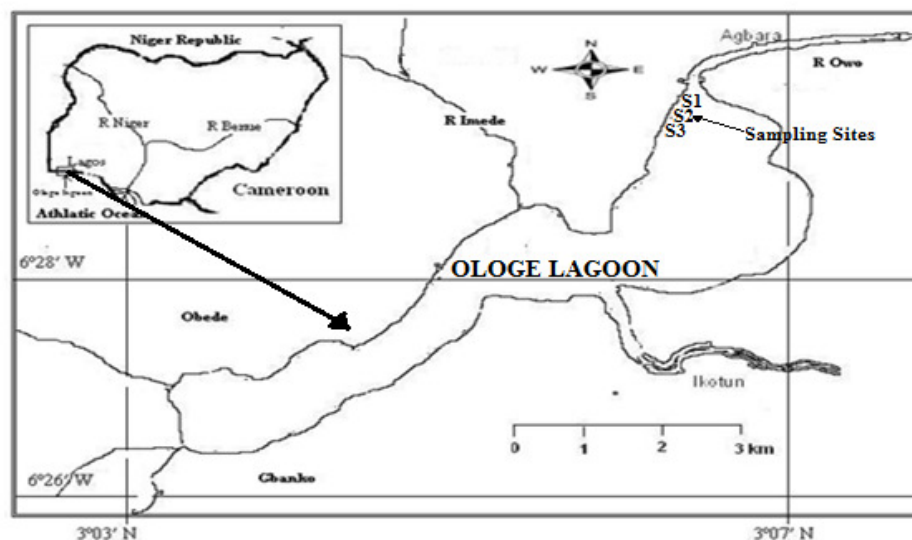 Niger Republic
R Niger
R Benue
Lagos
Ologe lagoon
Cameroon
Athlatic Ocean
N
W
E
S
Agbara
R Owo
R Imede
S1
S2
S3
Sampling Sites
6°28' W
OLOGE LAGOON
Obede
Ikotun
0 1 2 3 km
6°26' W
Gbanko
3°03' N
3°07' N